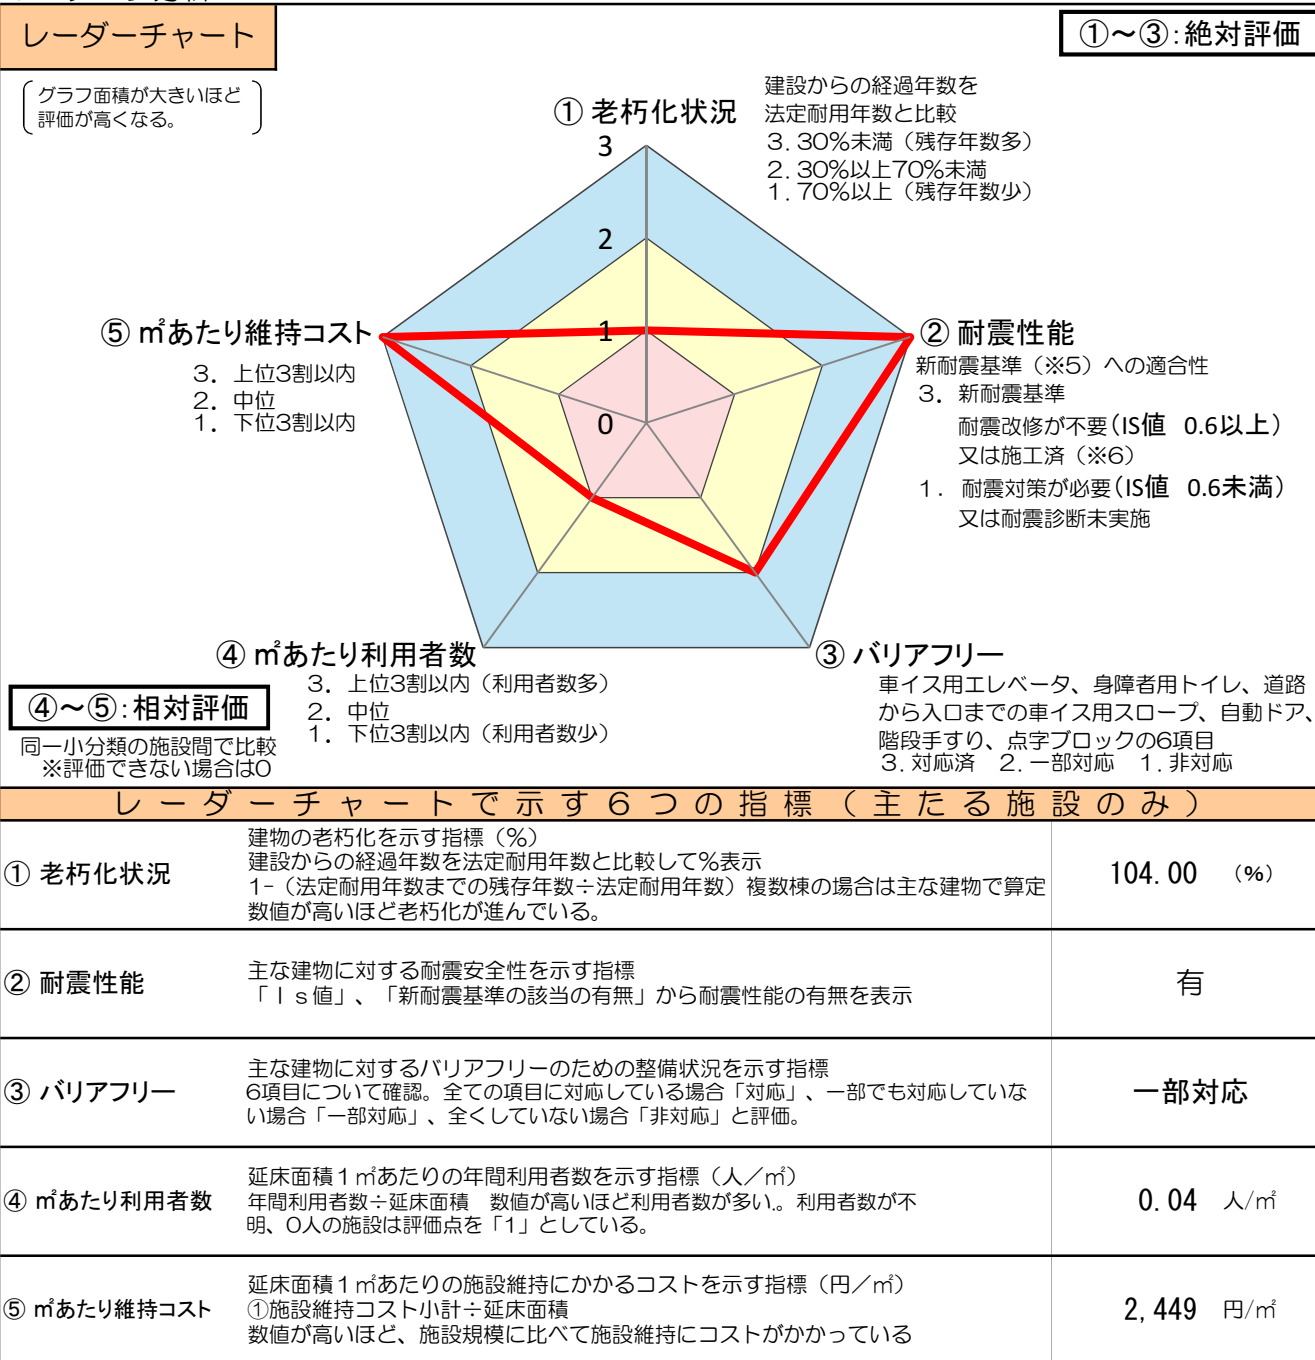 レーダーチャート
①～③:絶対評価
グラフ面積が大きいほど
評価が高くなる。
① 老朽化状況
建設からの経過年数を
法定耐用年数と比較
3. 30%未満（残存年数多）
2. 30%以上70%未満
1. 70%以上（残存年数少）
3
2
1
0
⑤ ㎡あたり維持コスト
3. 上位3割以内
2. 中位
1. 下位3割以内
② 耐震性能
新耐震基準（※5）への適合性
3. 新耐震基準
耐震改修が不要(IS値 0.6以上)
又は施工済（※6）
1. 耐震対策が必要(IS値 0.6未満)
又は耐震診断未実施
④ ㎡あたり利用者数
3. 上位3割以内（利用者数多）
2. 中位
1. 下位3割以内（利用者数少）
③ バリアフリー
車イス用エレベータ、身障者用トイレ、道路
から入口までの車イス用スロープ、自動ドア、
階段手すり、点字ブロックの6項目
3. 対応済 2. 一部対応 1. 非対応
④～⑤:相対評価
同一小分類の施設間で比較
※評価できない場合は0
レーダーチャートで示す6つの指標（主たる施設のみ）
① 老朽化状況
建物の老朽化を示す指標（%）
建設からの経過年数を法定耐用年数と比較して%表示
1-（法定耐用年数までの残存年数÷法定耐用年数）複数棟の場合は主な建物で算定
数値が高いほど老朽化が進んでいる。
104.00 （%）
② 耐震性能
主な建物に対する耐震安全性を示す指標
「Ｉｓ値」、「新耐震基準の該当の有無」から耐震性能の有無を表示
有
③ バリアフリー
主な建物に対するバリアフリーのための整備状況を示す指標
6項目について確認。全ての項目に対応している場合「対応」、一部でも対応していな
い場合「一部対応」、全くしていない場合「非対応」と評価。
一部対応
④ ㎡あたり利用者数
延床面積１㎡あたりの年間利用者数を示す指標（人／㎡）
年間利用者数÷延床面積 数値が高いほど利用者数が多い。利用者数が不
明、0人の施設は評価点を「1」としている。
0.04 人/㎡
⑤ ㎡あたり維持コスト
延床面積１㎡あたりの施設維持にかかるコストを示す指標（円／㎡）
①施設維持コスト小計÷延床面積
数値が高いほど、施設規模に比べて施設維持にコストがかかっている
2,449 円/㎡